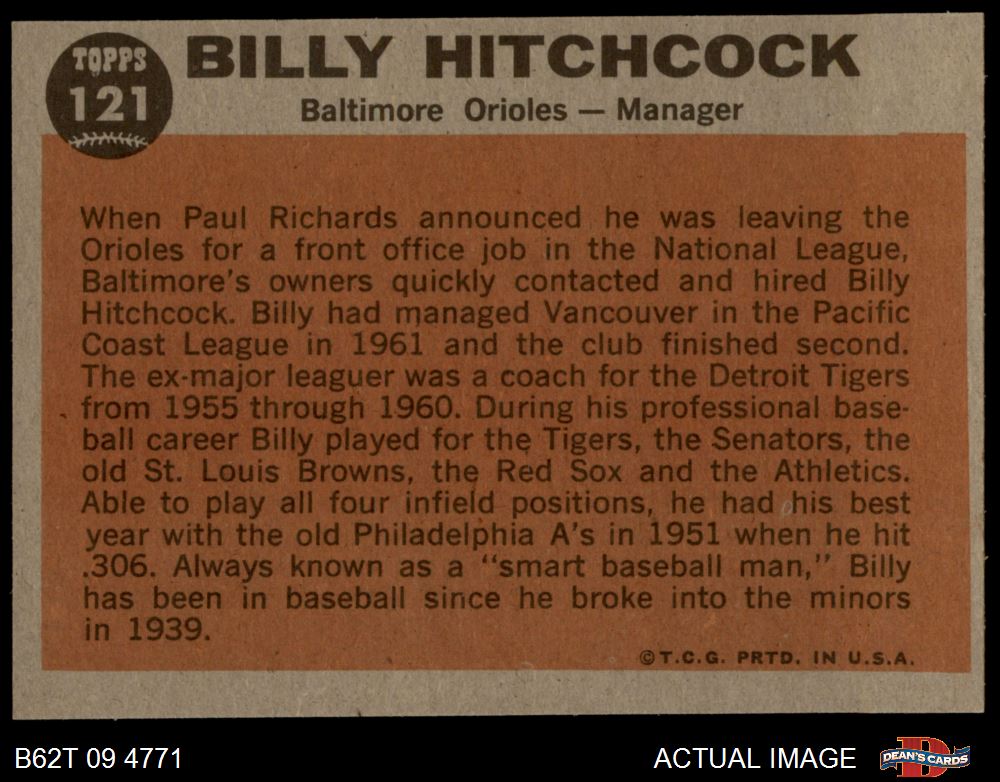 TOPPS
121
BILLY HITCHCOCK
Baltimore Orioles — Manager
When Paul Richards announced he was leaving the
Orioles for a front office job in the National League,
Baltimore's owners quickly contacted and hired Billy
Hitchcock. Billy had managed Vancouver in the Pacific
Coast League in 1961 and the club finished second.
The ex-major leaguer was a coach for the Detroit Tigers
from 1955 through 1960. During his professional base-
ball career Billy played for the Tigers, the Senators, the
old St. Louis Browns, the Red Sox and the Athletics.
Able to play all four infield positions, he had his best
year with the old Philadelphia A's in 1951 when he hit
.306. Always known as a "smart baseball man," Billy
has been in baseball since he broke into the minors
in 1939.
©T.C.G. PRTD. IN U.S.A.
B62T 09 4771
ACTUAL IMAGE
DEAN'S CARDS